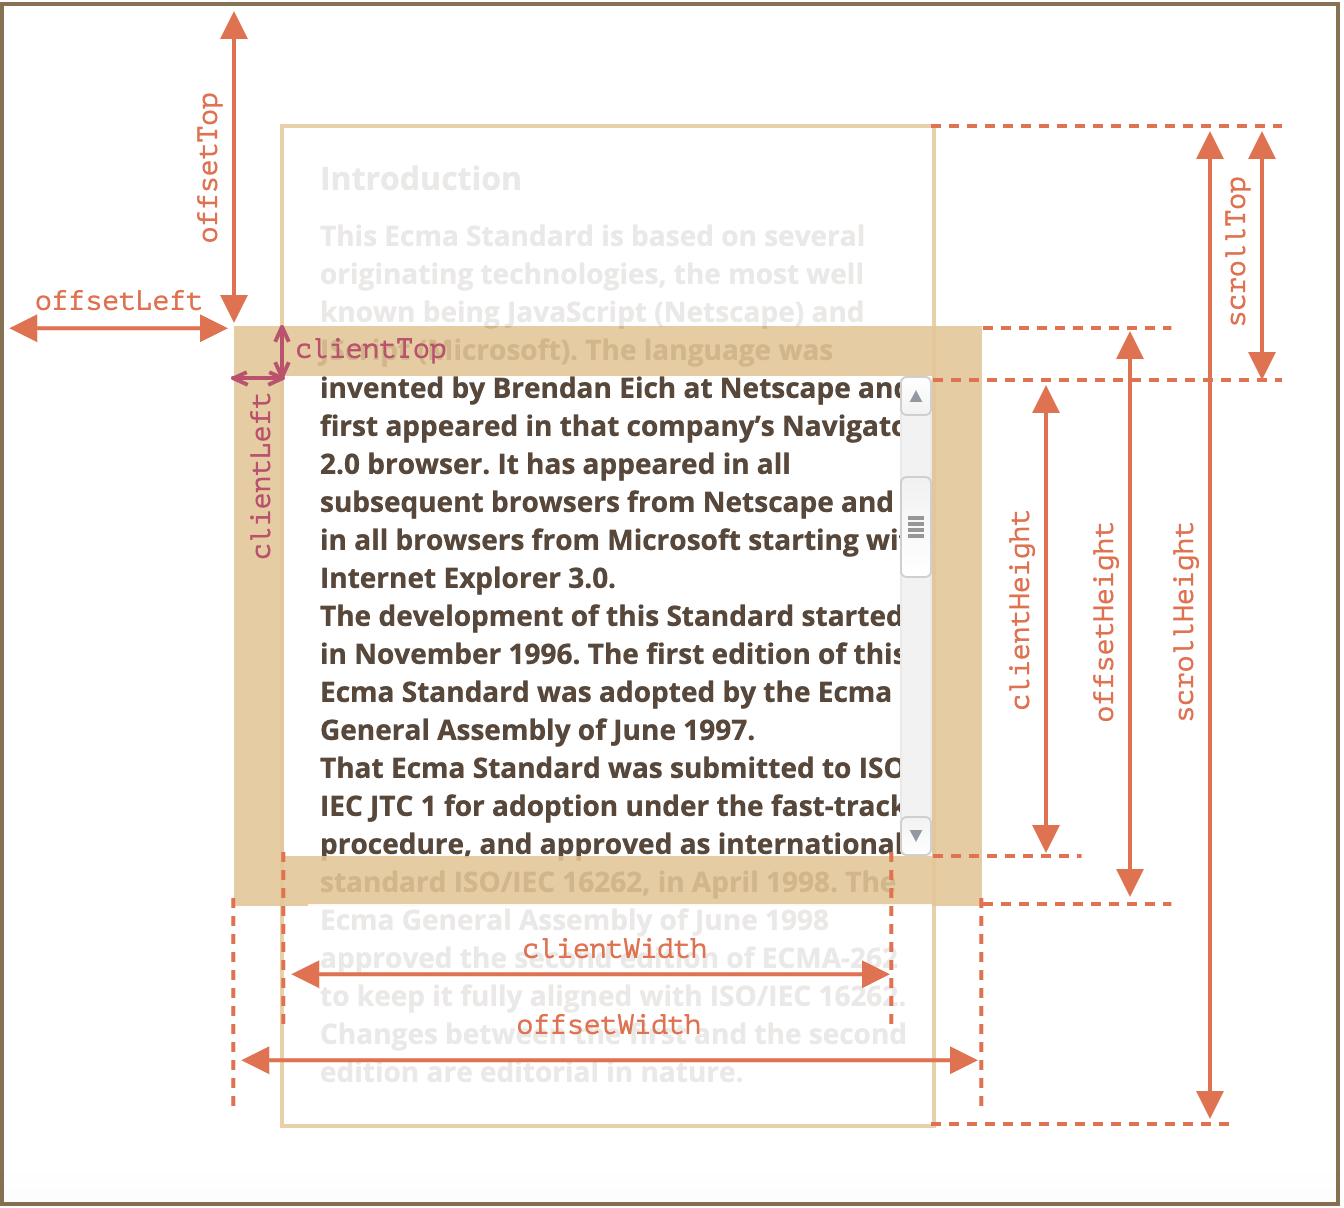 offsetTop
scrollTop
Introduction
This Ecma Standard is based on several
originating technologies, the most well
known being JavaScript (Netscape) and
offsetLeft
JScript (Microsoft). The language was
clientTop
clientLeft
invented by Brendan Eich at Netscape and
first appeared in that company’s Navigato
2.0 browser. It has appeared in all
subsequent browsers from Netscape and
in all browsers from Microsoft starting wi
Internet Explorer 3.0.
The development of this Standard started
in November 1996. The first edition of this
Ecma Standard was adopted by the Ecma
General Assembly of June 1997.
That Ecma Standard was submitted to ISO
IEC JTC 1 for adoption under the fast-track
procedure, and approved as international
clientHeight
offsetHeight
scrollHeight
standard ISO/IEC 16262, in April 1998. The
Ecma General Assembly of June 1998
clientWidth
approved the second edition of ECMA-262
to keep it fully aligned with ISO/IEC 16262.
offsetWidth
Changes between the first and the second
edition are editorial in nature.